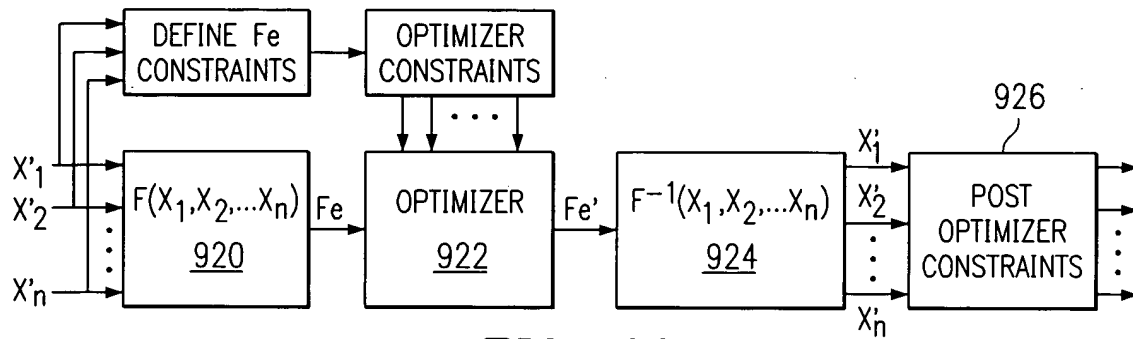 DEFINE Fe
CONSTRAINTS
OPTIMIZER
CONSTRAINTS
926
X'1
X'2
X'n
F(X1,X2,...Xn)
920
Fe
OPTIMIZER
922
Fe'
F-1(X1,X2,...Xn)
924
X'1
X'2
X'n
POST
OPTIMIZER
CONSTRAINTS